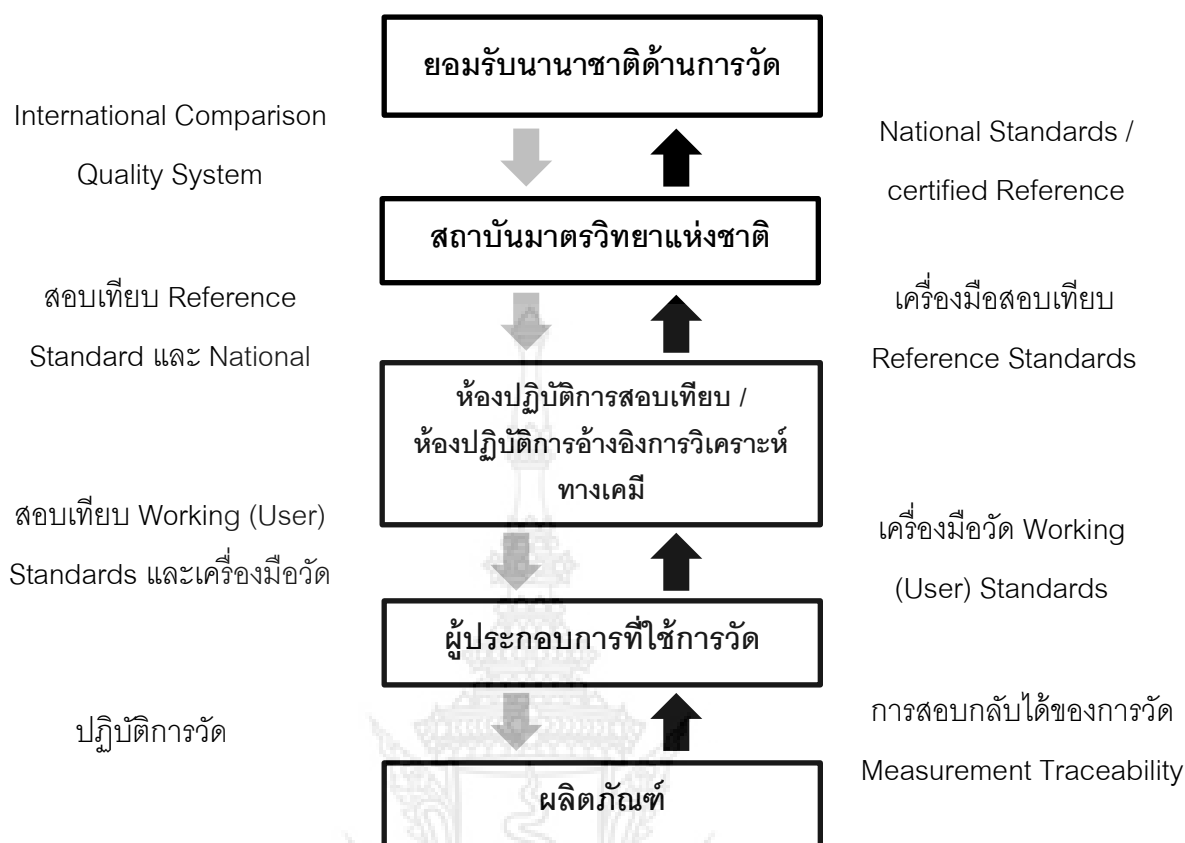 ยอมรับนานาชาติด้านการวัด
International Comparison
Quality System
National Standards /
certified Reference
สถาบันมาตรวิทยาแห่งชาติ
สอบเทียบ Reference
Standard และ National
เครื่องมือสอบเทียบ
Reference Standards
ห้องปฏิบัติการสอบเทียบ /
ห้องปฏิบัติการอ้างอิงการวิเคราะห์
ทางเคมี
สอบเทียบ Working (User)
Standards และเครื่องมือวัด
เครื่องมือวัด Working
(User) Standards
ผู้ประกอบการที่ใช้การวัด
ปฏิบัติการวัด
การสอบกลับได้ของการวัด
Measurement Traceability
ผลิตภัณฑ์